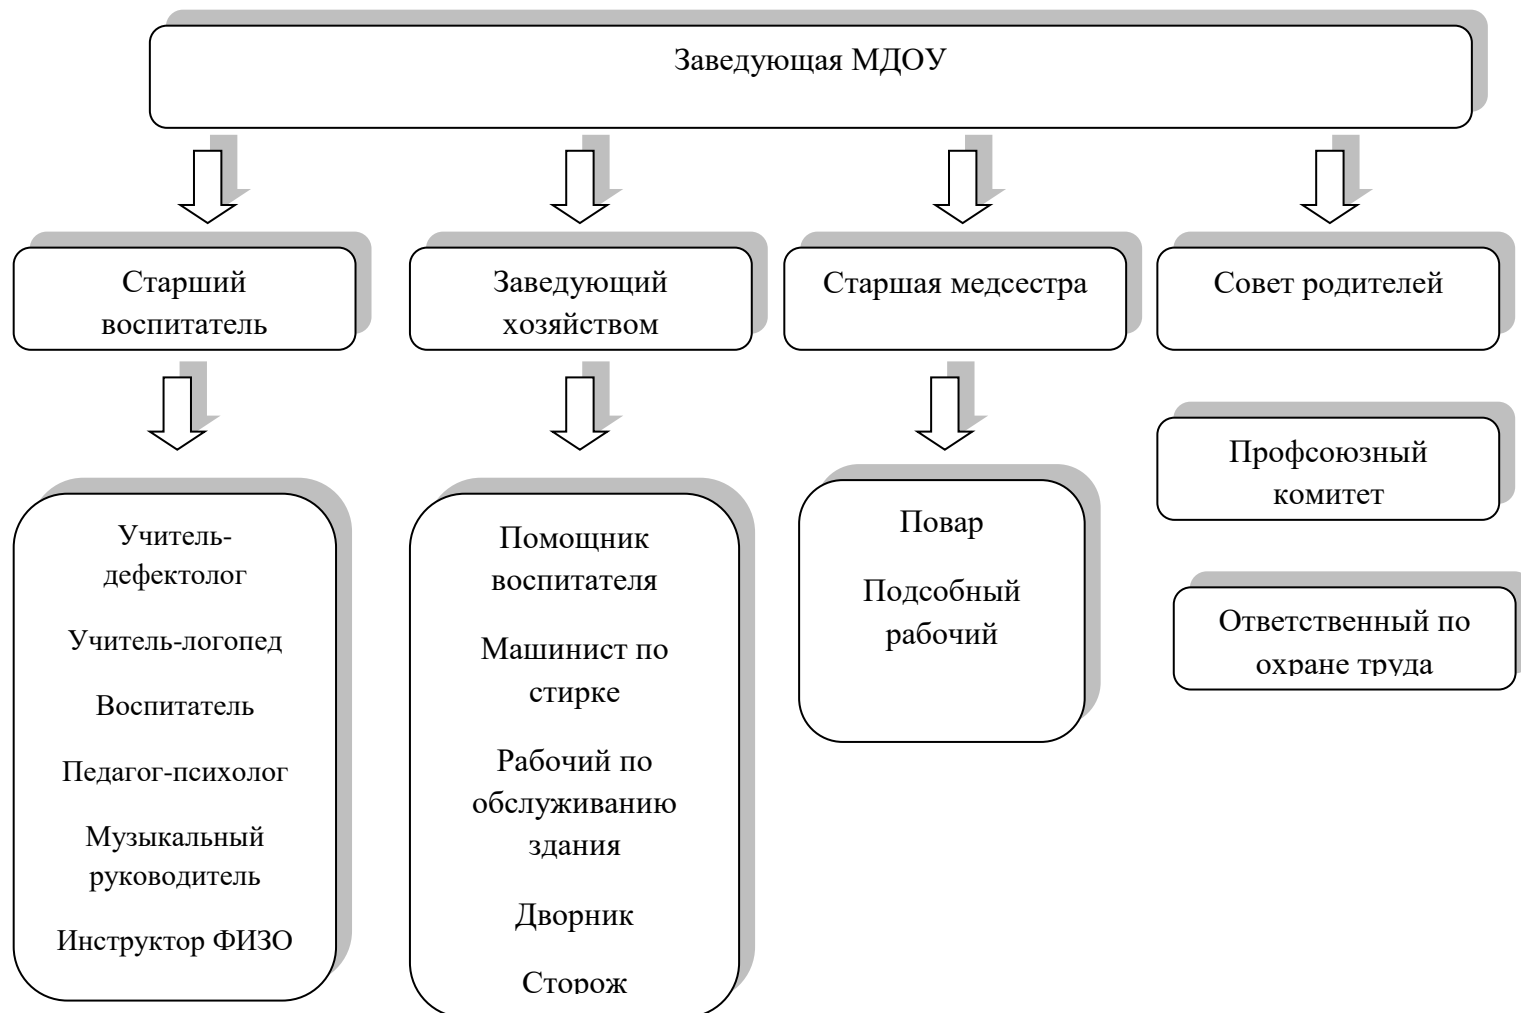 Заведующая МДОУ
Старший
воспитатель
Заведующий
хозяйством
Старшая медсестра
Совет родителей
Профсоюзный
комитет
Ответственный по
охране труда
Учитель-
дефектолог
Учитель-логопед
Воспитатель
Педагог-психолог
Музыкальный
руководитель
Инструктор ФИЗО
Помощник
воспитателя
Машинист по
стирке
Рабочий по
обслуживанию
здания
Дворник
Сторож
Повар
Подсобный
рабочий